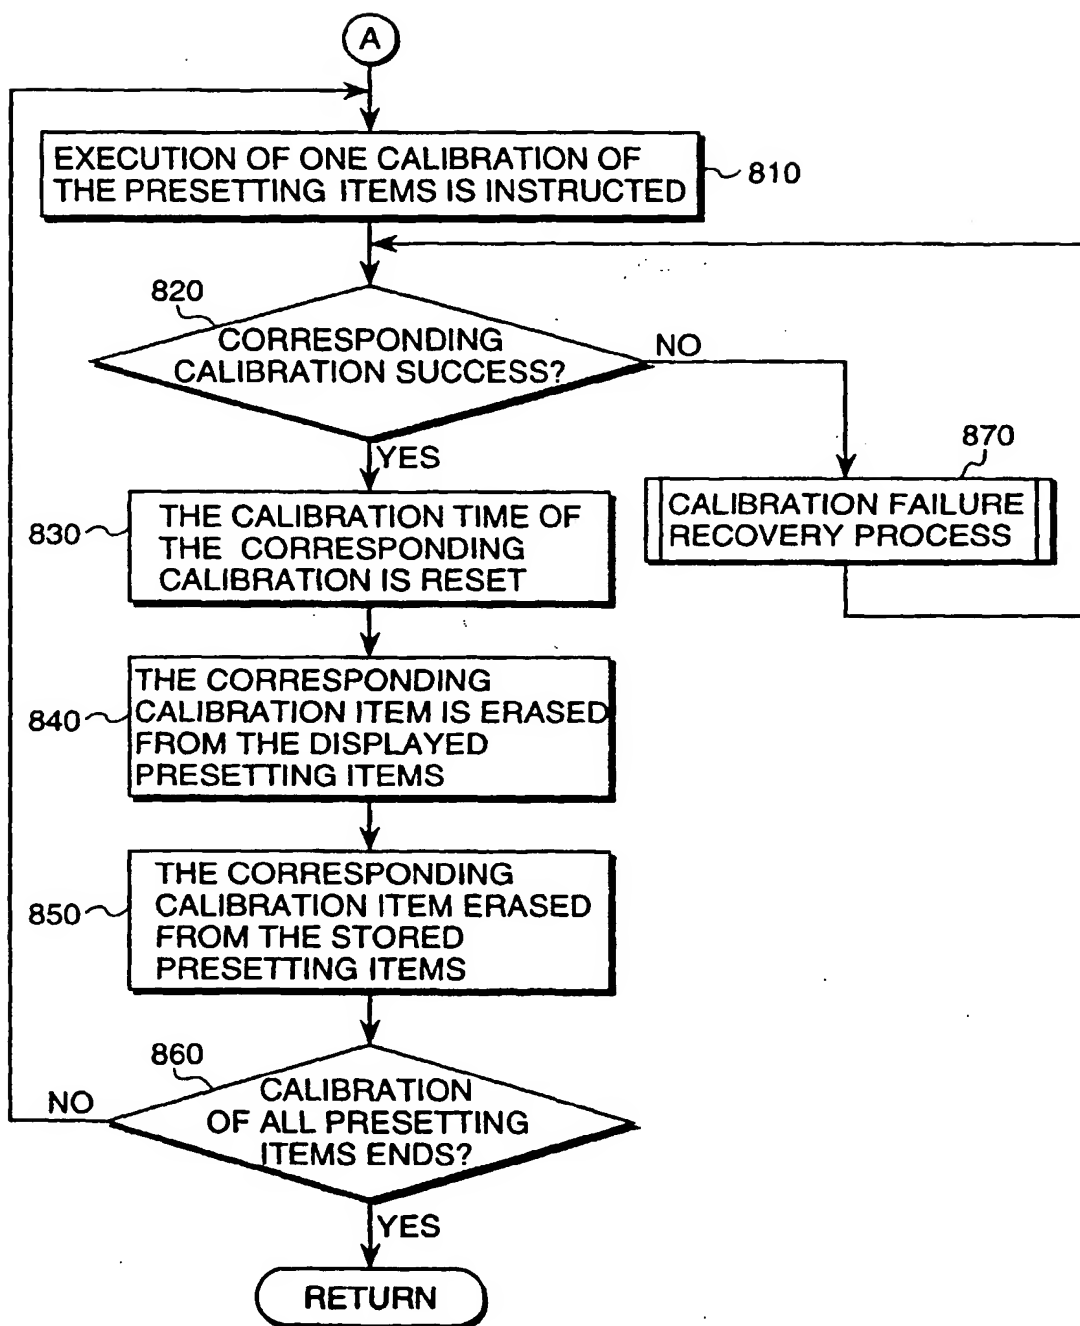 A
EXECUTION OF ONE CALIBRATION OF
THE PRESETTING ITEMS IS INSTRUCTED
810
820
CORRESPONDING
CALIBRATION SUCCESS?
NO
YES
870
CALIBRATION FAILURE
RECOVERY PROCESS
830
THE CALIBRATION TIME OF
THE CORRESPONDING
CALIBRATION IS RESET
840
THE CORRESPONDING
CALIBRATION ITEM IS ERASED
FROM THE DISPLAYED
PRESETTING ITEMS
850
THE CORRESPONDING
CALIBRATION ITEM ERASED
FROM THE STORED
PRESETTING ITEMS
860
NO
CALIBRATION
OF ALL PRESETTING
ITEMS ENDS?
YES
RETURN